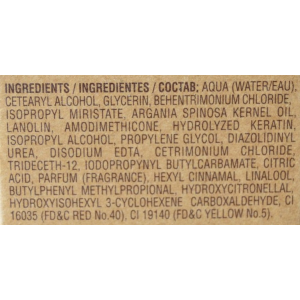 INGREDIENTS / INGREDIENTES / СОСТАВ: AQUA (WATER/EAU).
CETEARYL ALCOHOL, GLYCERIN, BEHENTRIMONIUM CHLORIDE,
ISOPROPYL MIRISTATE, ARGANIA SPINOSA KERNEL OIL,
LANOLIN, AMODIMETHICONE, HYDROLYZED KERATIN,
ISOPROPYL ALCOHOL, PROPYLENE GLYCOL, DIAZOLIDINYL
UREA, DISODIUM EDTA, CETRIMONIUM CHLORIDE,
TRIDECETH-12, IODOPROPYNYL BUTYLCARBAMATE, CITRIC
ACID, PARFUM (FRAGRANCE). HEXYL CINNAMAL, LINALOOL,
BUTYLPHENYL METHYLPROPIONAL HYDROXYCITRONELLAL,
HYDROXYISOHEXYL 3-CYCLOHEXENE CARBOXALDEHYDE, CI
16035 (FD&C RED No.40). CI 19140 (FD&C YELLOW No.5).